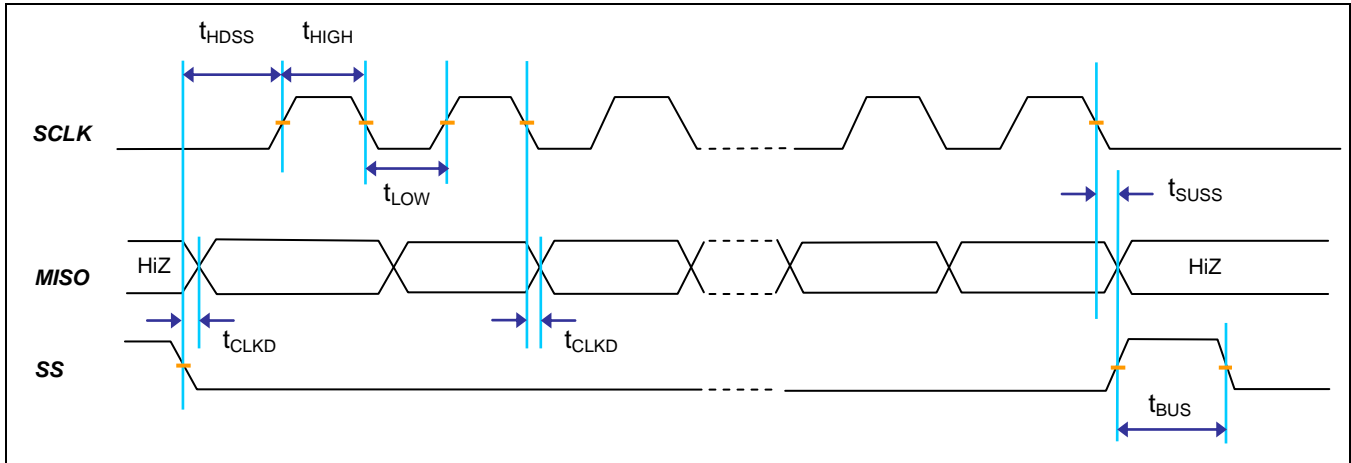 tHDSS tHIGH
SCLK
tLOW
tSUSS
HiZ HiZ
MISO
tCLKD tCLKD
SS
tBUS